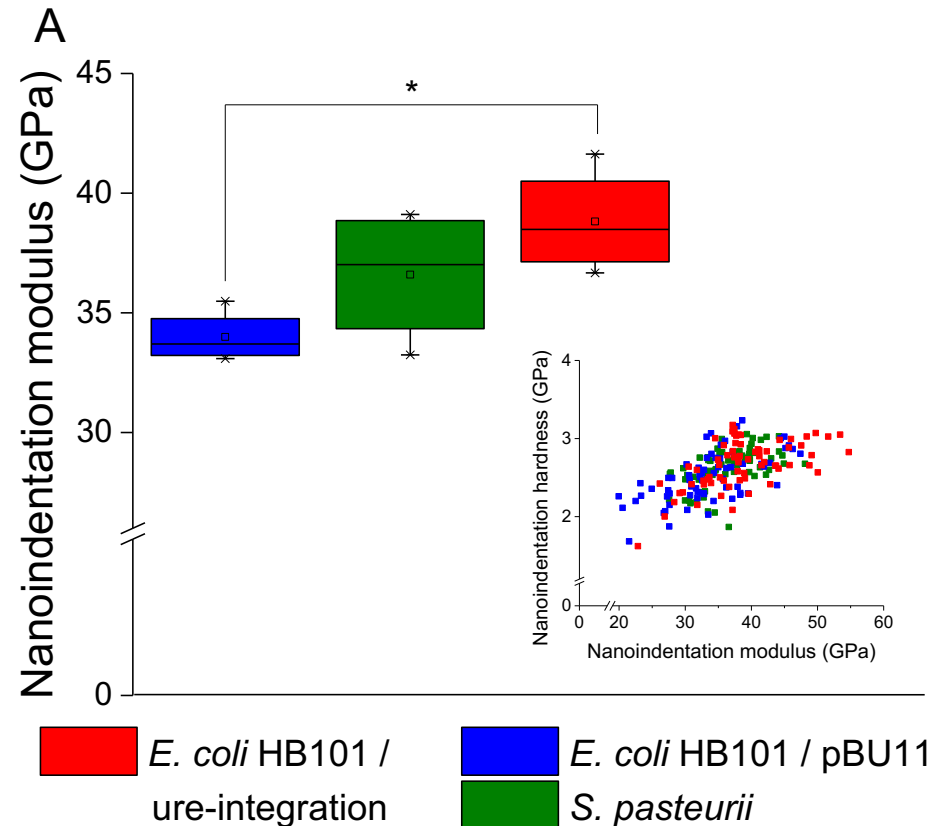 A
Nanoindentation modulus (GPa)
45
40
35
30
0
*
Nanoindentation hardness (GPa)
4
3
2
0
0 20 30 40 50 60
Nanoindentation modulus (GPa)
E. coli HB101 /
ure-integration
E. coli HB101 / pBU11
S. pasteurii